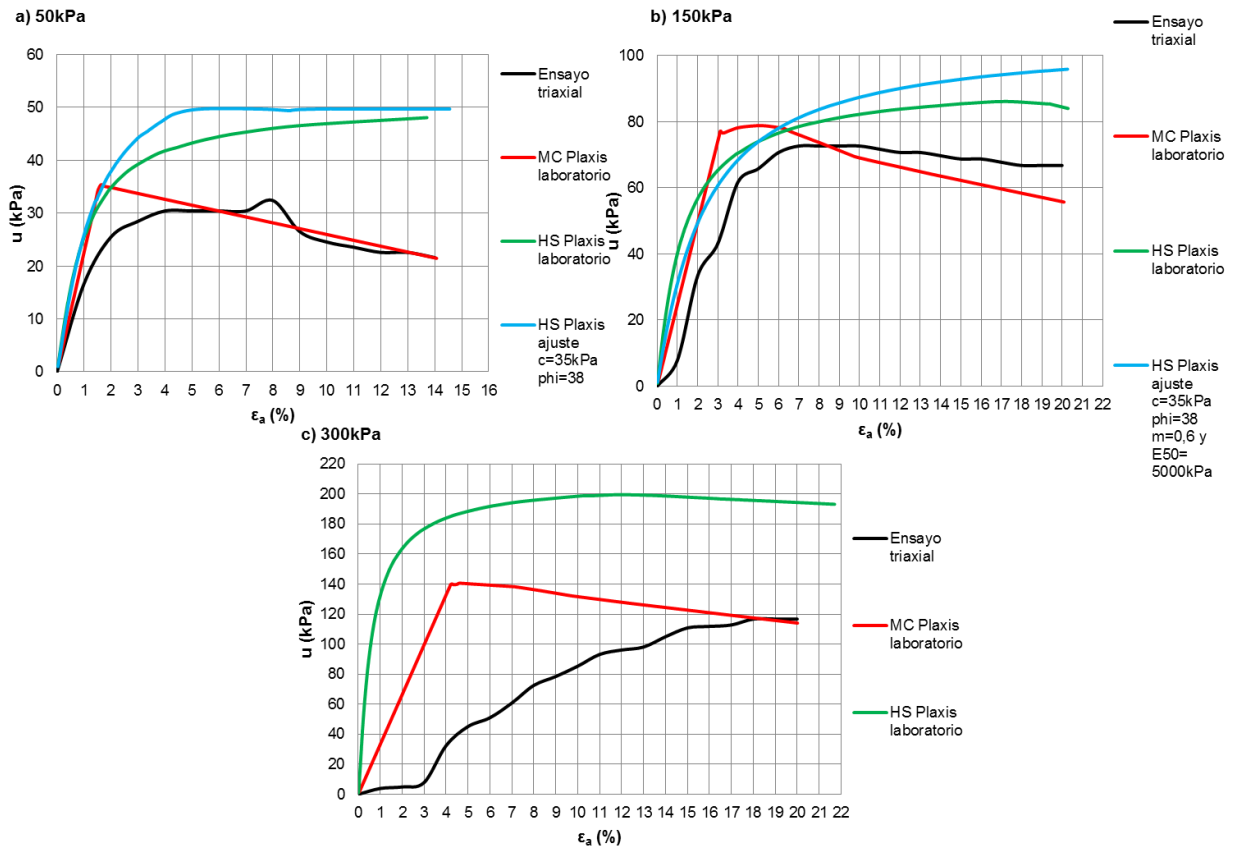 a) 50kPa
60
50
40
30
20
10
0
u (kPa)
0 1 2 3 4 5 6 7 8 9 10 11 12 13 14 15 16
εₐ (%)
Ensayo
triaxial
MC Plaxis
laboratorio
HS Plaxis
laboratorio
HS Plaxis
ajuste
c=35kPa
phi=38
b) 150kPa
100
80
60
40
20
0
u (kPa)
0 1 2 3 4 5 6 7 8 9 10 11 12 13 14 15 16 17 18 19 20 21 22
εₐ (%)
Ensayo
triaxial
MC Plaxis
laboratorio
HS Plaxis
laboratorio
HS Plaxis
ajuste
c=35kPa
phi=38
m=0,6 y
E50=
5000kPa
c) 300kPa
220
200
180
160
140
120
100
80
60
40
20
0
u (kPa)
0 1 2 3 4 5 6 7 8 9 10 11 12 13 14 15 16 17 18 19 20 21 22
εₐ (%)
Ensayo
triaxial
MC Plaxis
laboratorio
HS Plaxis
laboratorio